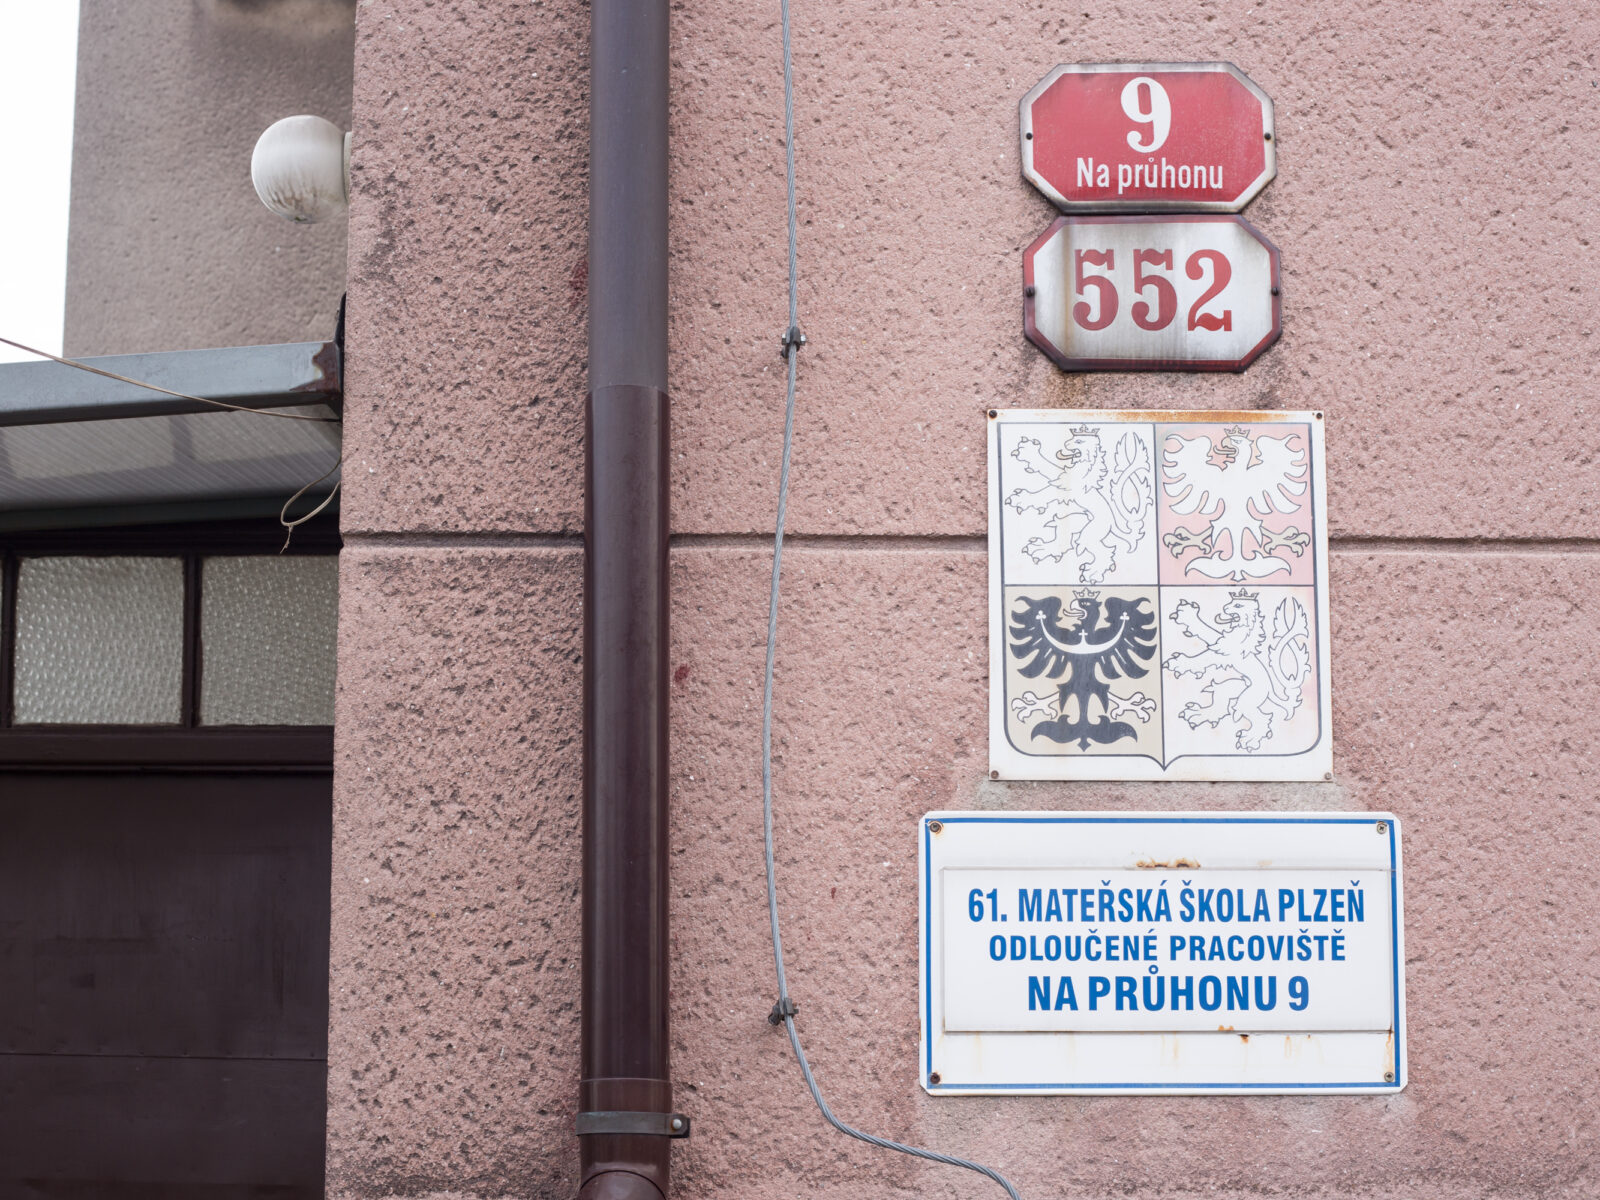 9
Na průhonu
552
61. MATEŘSKÁ ŠKOLA PLZEŇ
ODLOUČENÉ PRACOVIŠTĚ
NA PRŮHONU 9